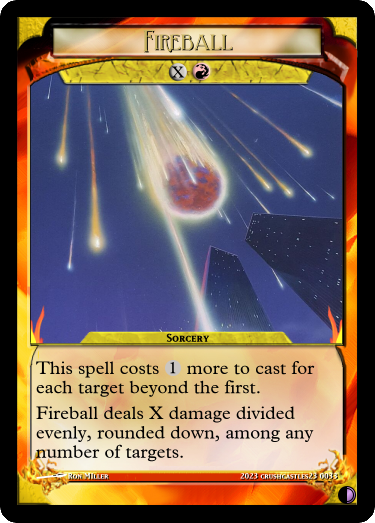 Fireball
X
Sorcery
This spell costs 1 more to cast for
each target beyond the first.
Fireball deals X damage divided
evenly, rounded down, among any
number of targets.
Ron Miller 2023 crushcastles23 0093